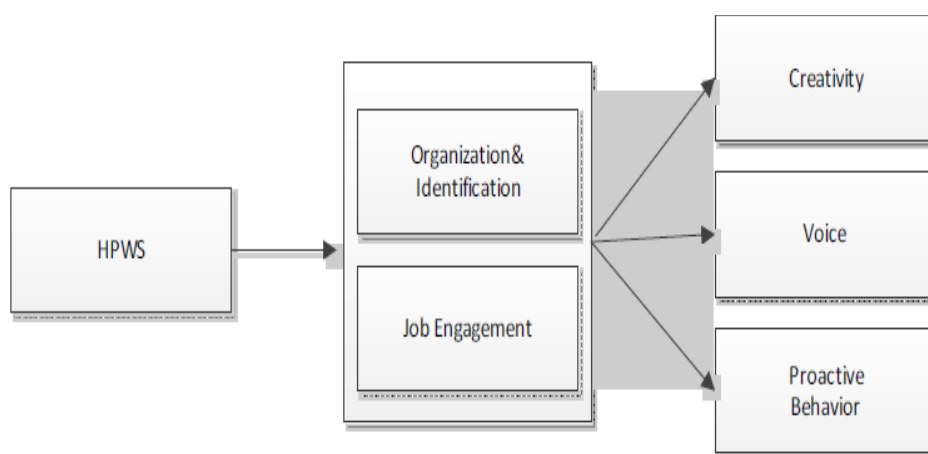 HPWS
Organization&
Identification
Job Engagement
Creativity
Voice
Proactive
Behavior